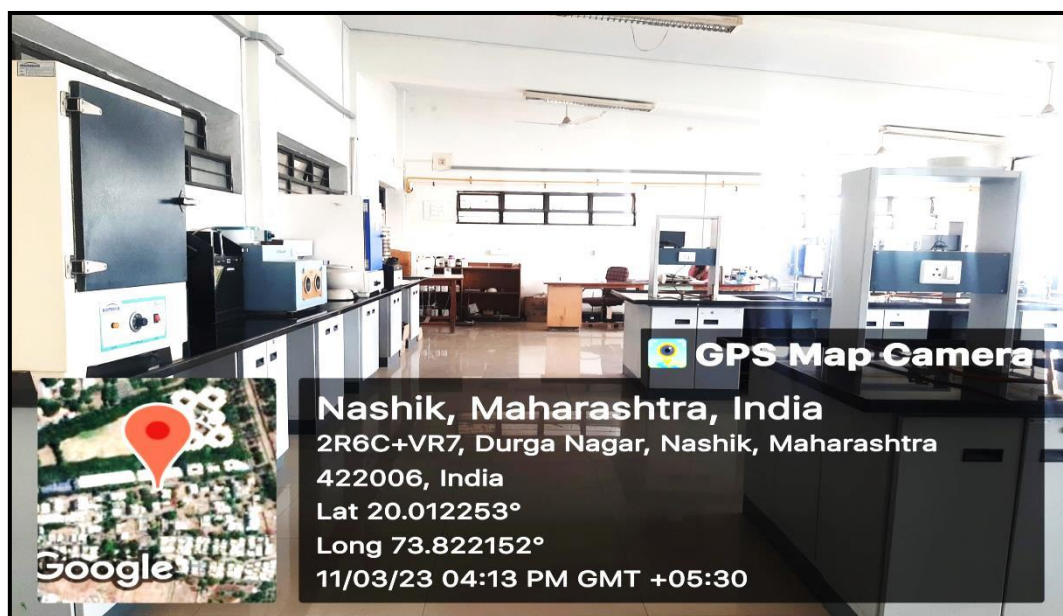 GPS Map Camera
Nashik, Maharashtra, India
2R6C+VR7, Durga Nagar, Nashik, Maharashtra
422006, India
Lat 20.012253°
Long 73.822152°
11/03/23 04:13 PM GMT +05:30
Google